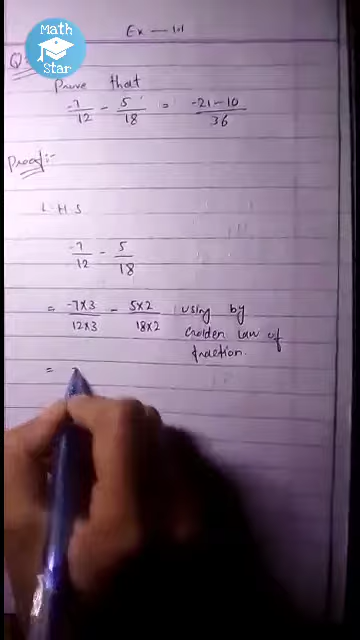 Math
Star
Ex — 1.1
Q:-
Prove that
-7/12 - 5/18 = -21-10/36
Proof:-
L H S
-7/12 - 5/18
= -7×3/12×3 - 5×2/18×2 using by
Golden law of
fraction.
=